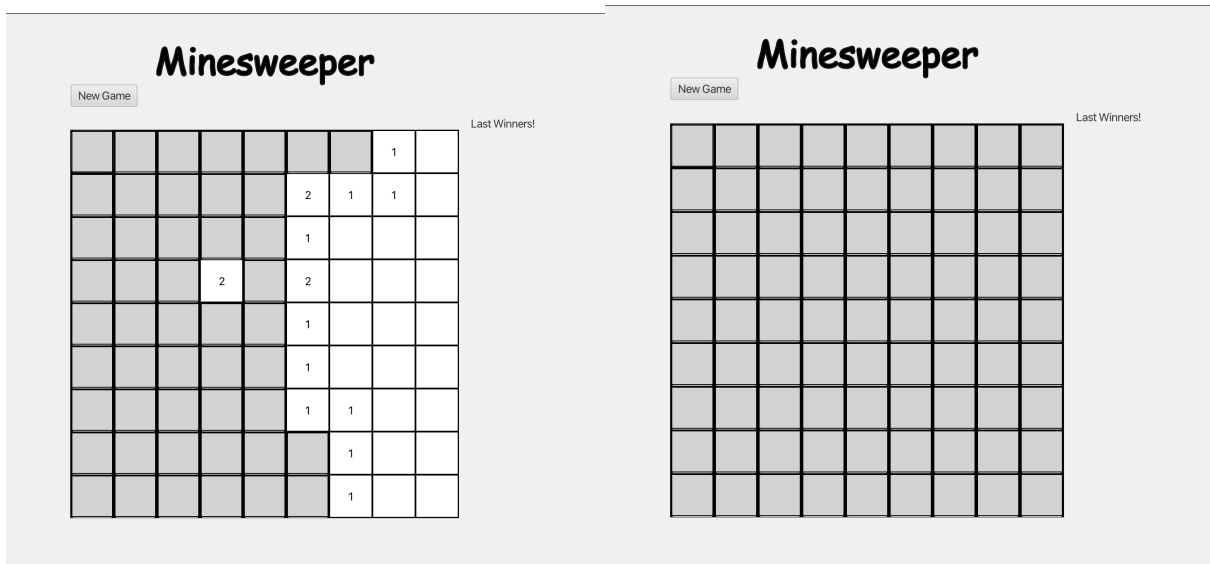 Minesweeper
New Game
Last Winners!
1
2 1 1
1
2 2
1
1
1 1
1
1
Minesweeper
New Game
Last Winners!